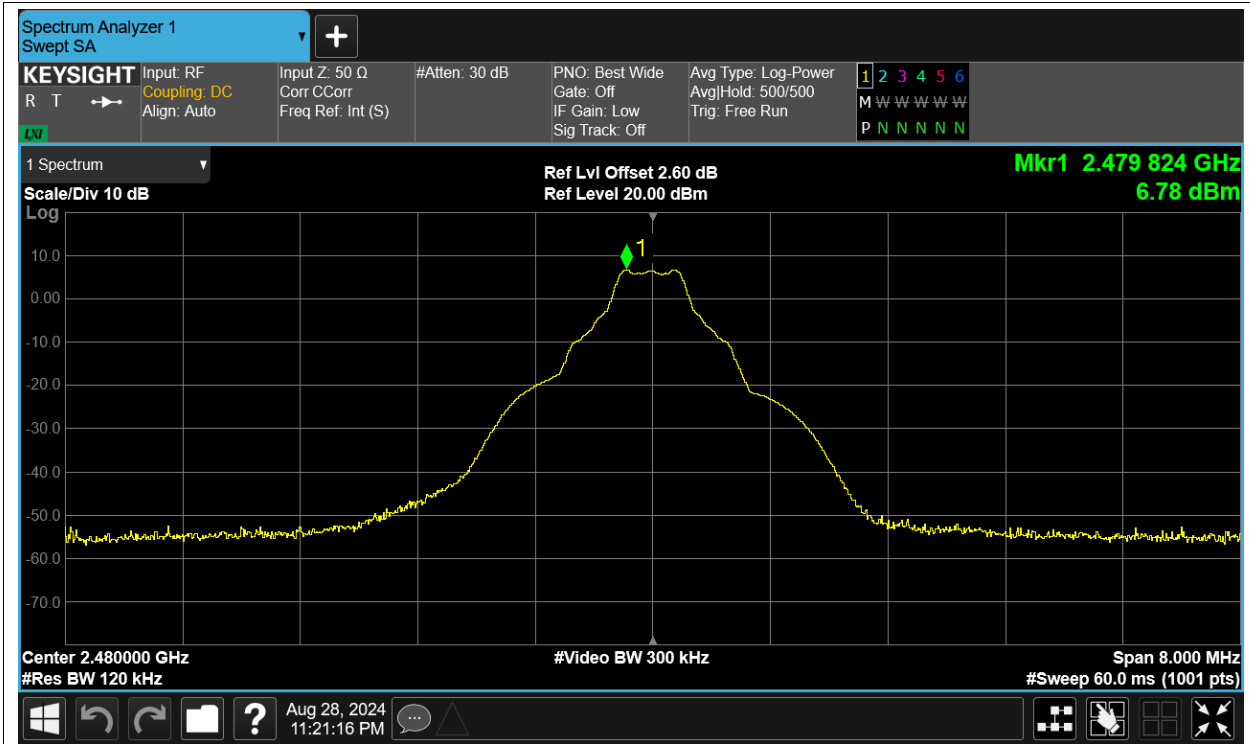 Spectrum Analyzer 1
Swept SA
KEYSIGHT
R T
LXI
Input: RF
Coupling: DC
Align: Auto
Input Z: 50 Ω
Corr CCorr
Freq Ref: Int (S)
#Atten: 30 dB
PNO: Best Wide
Gate: Off
IF Gain: Low
Sig Track: Off
Avg Type: Log-Power
Avg|Hold: 500/500
Trig: Free Run
1 2 3 4 5 6
M W W W W W
P N N N N N
1 Spectrum
Scale/Div 10 dB
Log
Ref Lvl Offset 2.60 dB
Ref Level 20.00 dBm
Mkr1 2.479 824 GHz
6.78 dBm
1
10.0
0.00
-10.0
-20.0
-30.0
-40.0
-50.0
-60.0
-70.0
Center 2.480000 GHz
#Video BW 300 kHz
Span 8.000 MHz
#Res BW 120 kHz
#Sweep 60.0 ms (1001 pts)
?
Aug 28, 2024
11:21:16 PM